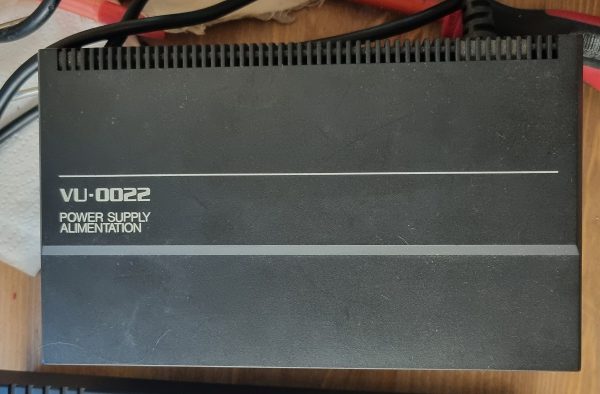 VU-0022
POWER SUPPLY
ALIMENTATION